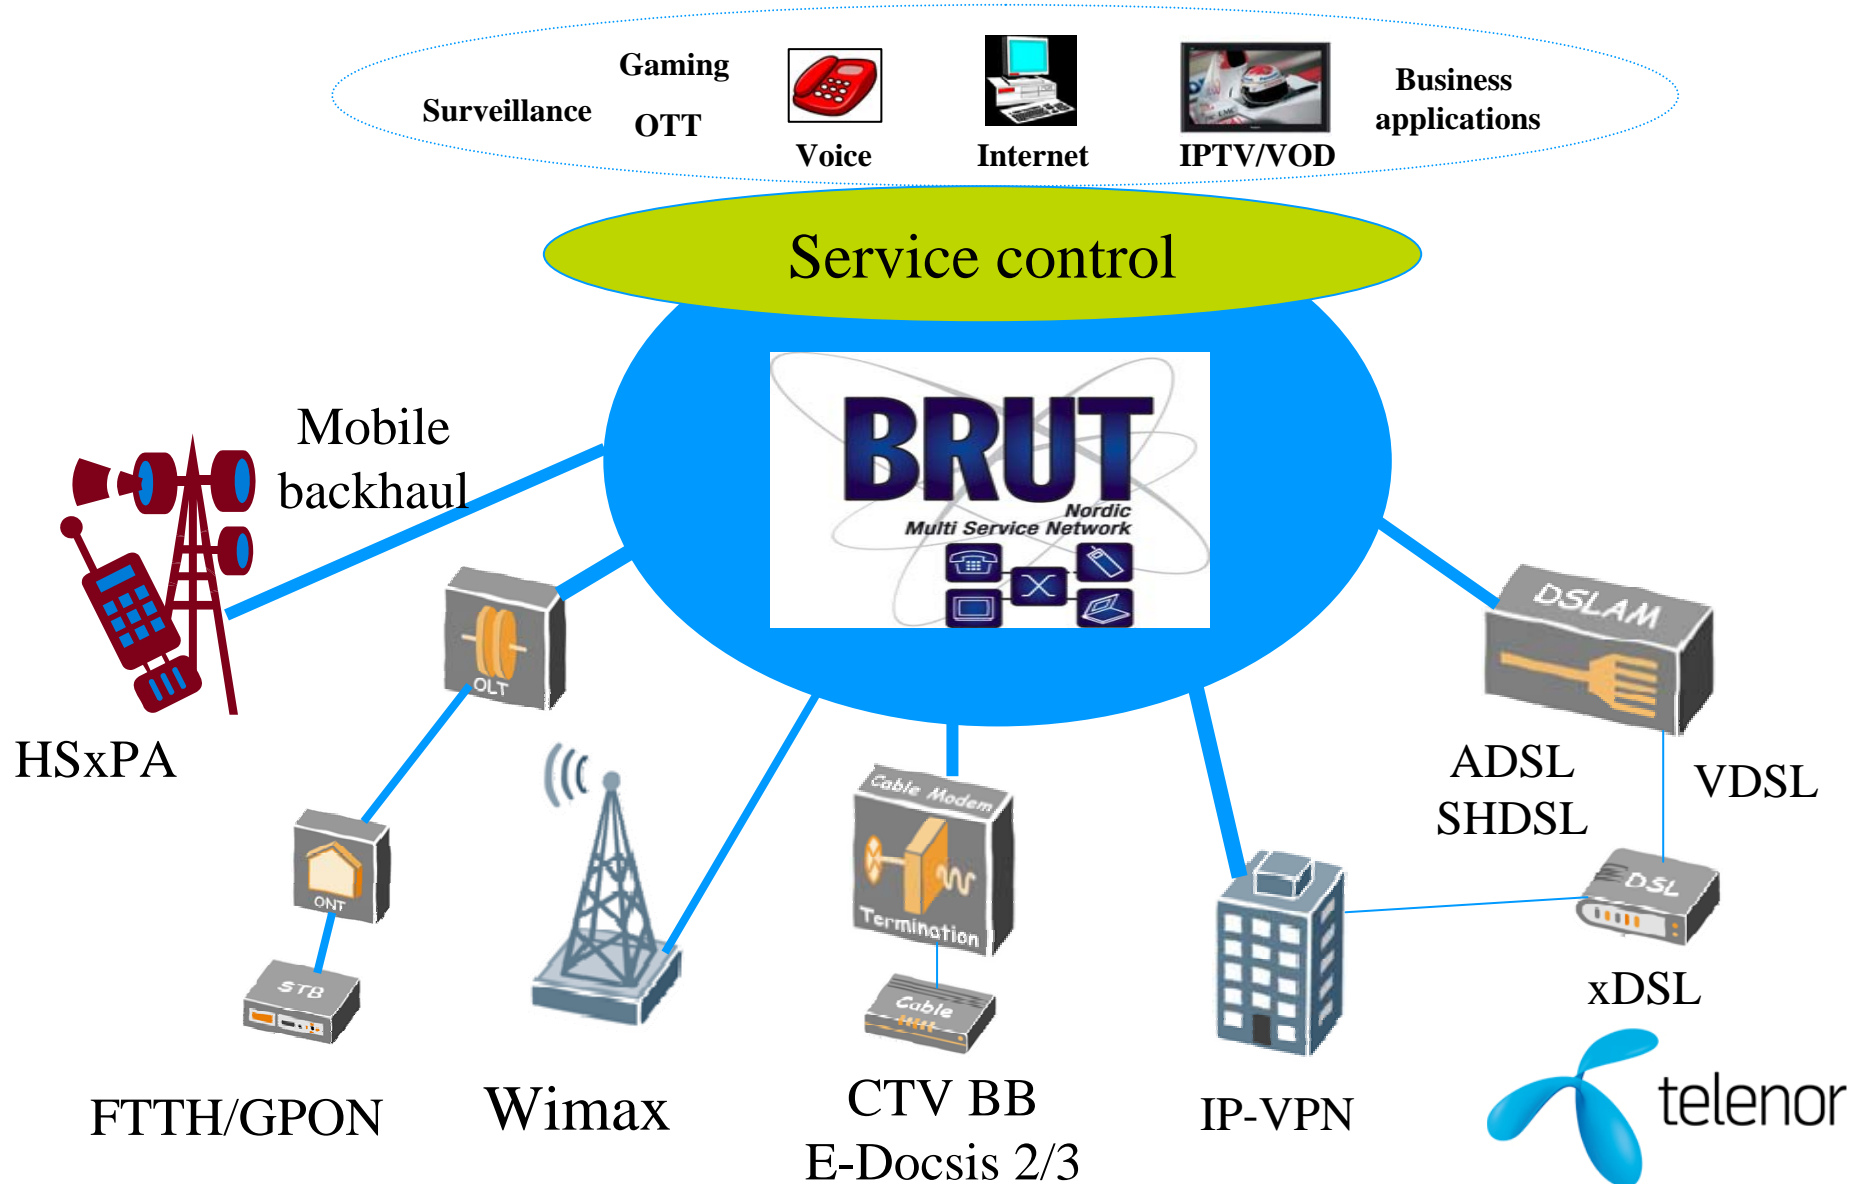 Gaming
Surveillance
OTT
Voice
Internet
IPTV/VOD
Business
applications
Service control
BRUT
Nordic
Multi Service Network
Mobile
backhaul
HSxPA
OLT
ONT
STB
FTTH/GPON
Wimax
Cable Modem
Termination
Cable
CTV BB
E-Docsis 2/3
IP-VPN
DSLAM
ADSL
SHDSL
VDSL
DSL
xDSL
telenor